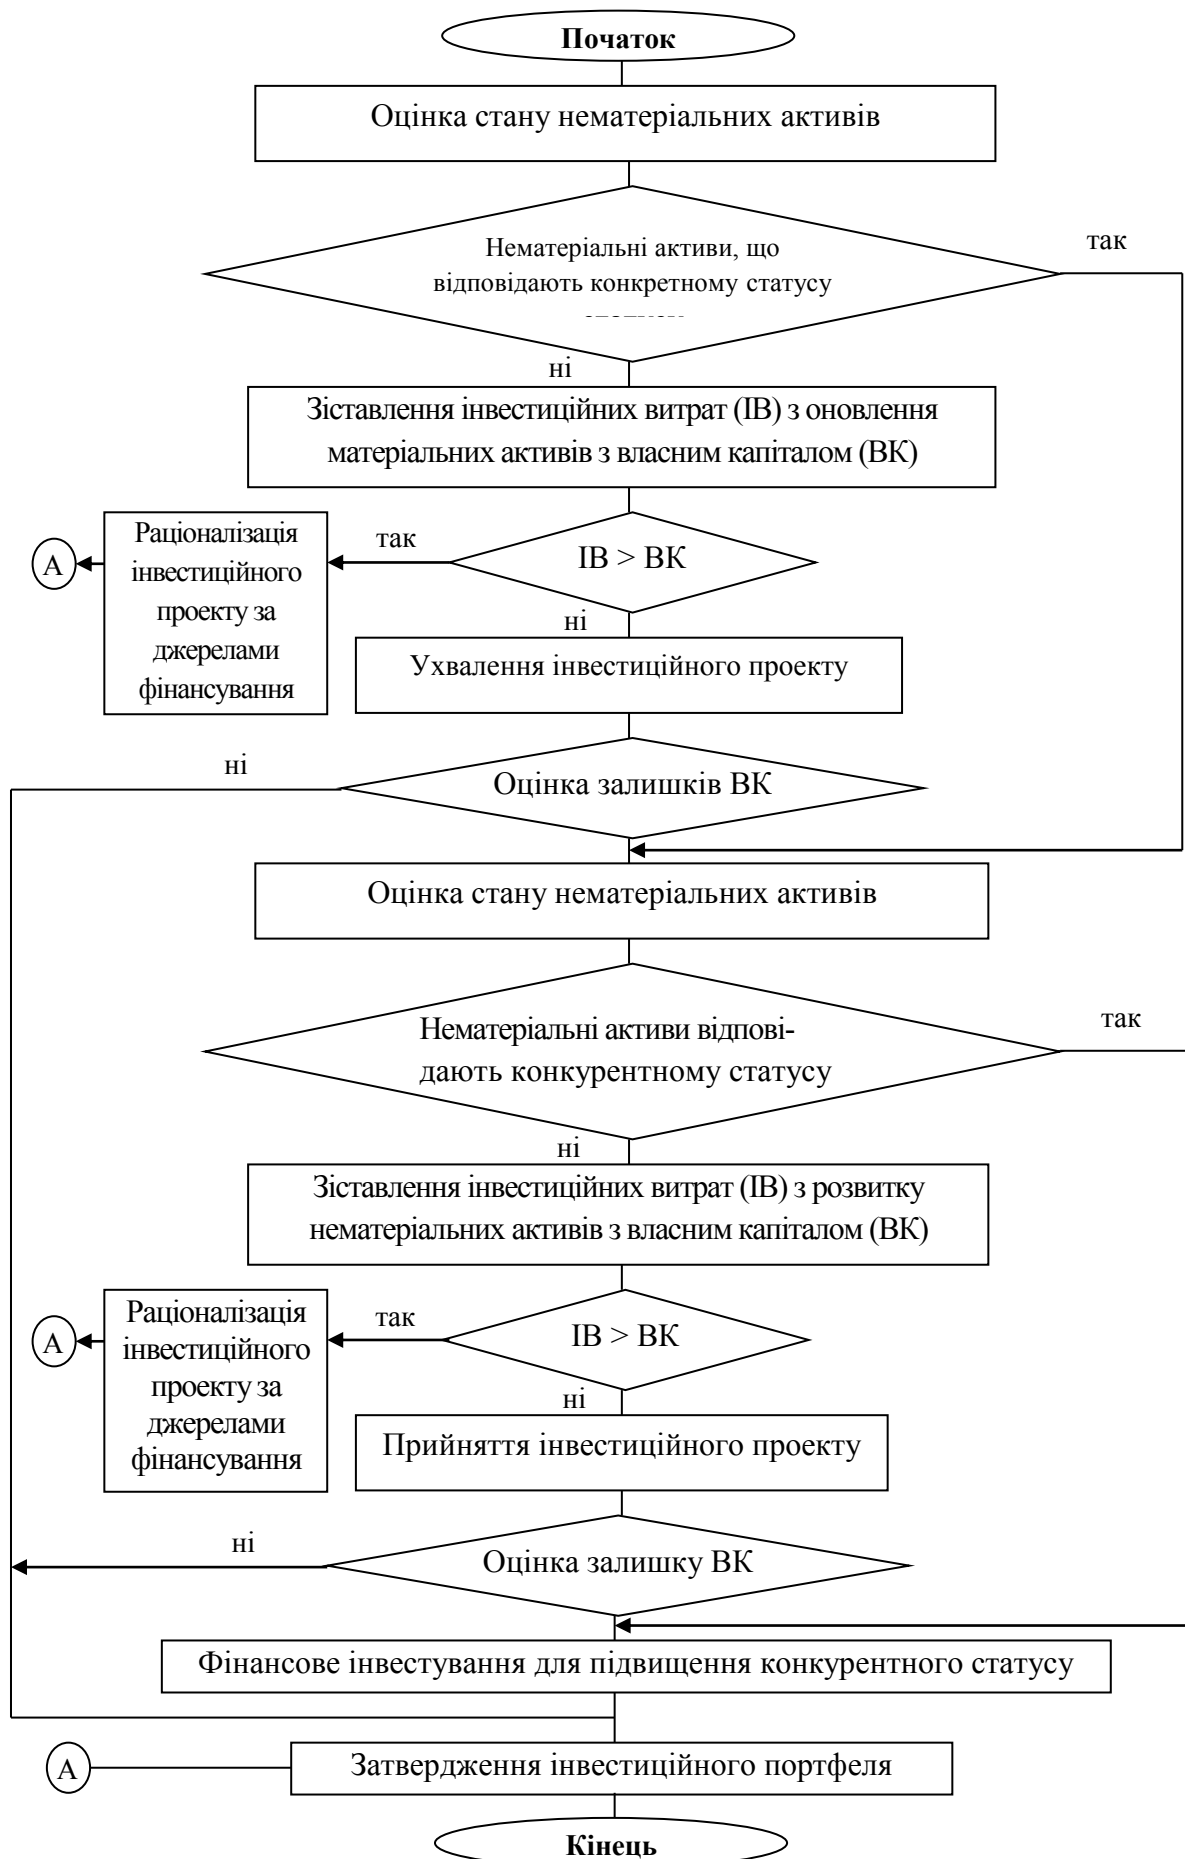 Початок
Оцінка стану нематеріальних активів
Нематеріальні активи, що
відповідають конкретному статусу
так
ні
Зіставлення інвестиційних витрат (ІВ) з оновлення
матеріальних активів з власним капіталом (ВК)
А
Раціоналізація
інвестиційного
проекту за
джерелами
фінансування
так
ІВ > ВК
ні
Ухвалення інвестиційного проекту
ні
Оцінка залишків ВК
Оцінка стану нематеріальних активів
Нематеріальні активи відпові-
дають конкурентному статусу
так
ні
Зіставлення інвестиційних витрат (ІВ) з розвитку
нематеріальних активів з власним капіталом (ВК)
А
Раціоналізація
інвестиційного
проекту за
джерелами
фінансування
так
ІВ > ВК
ні
Прийняття інвестиційного проекту
ні
Оцінка залишку ВК
Фінансове інвестування для підвищення конкурентного статусу
А
Затвердження інвестиційного портфеля
Кінець